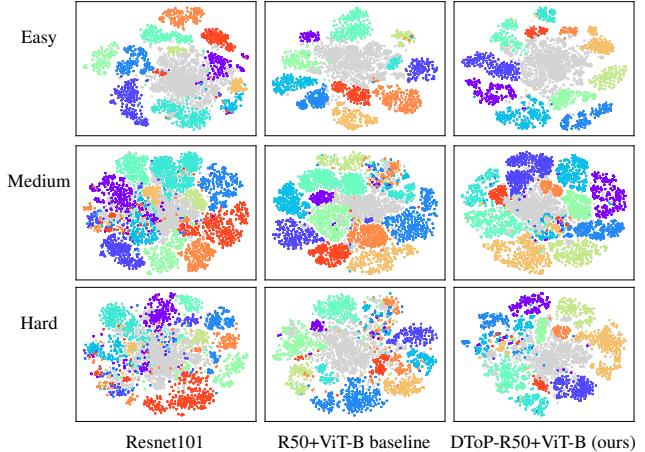 Easy
Medium
Hard
Resnet101 R50+ViT-B baseline DToP-R50+ViT-B (ours)